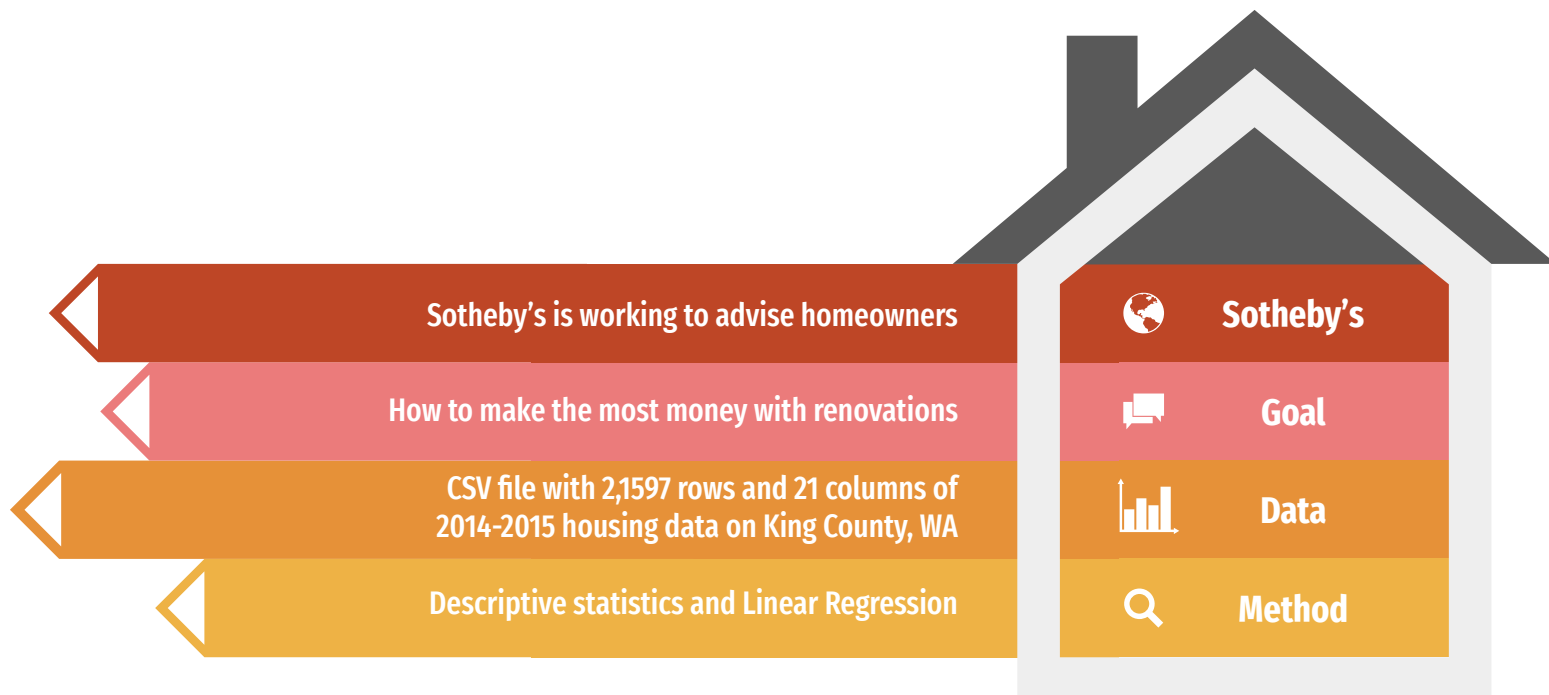 Sotheby’s is working to advise homeowners
Sotheby’s
How to make the most money with renovations
Goal
CSV file with 2,1597 rows and 21 columns of
2014-2015 housing data on King County, WA
Data
Descriptive statistics and Linear Regression
Method